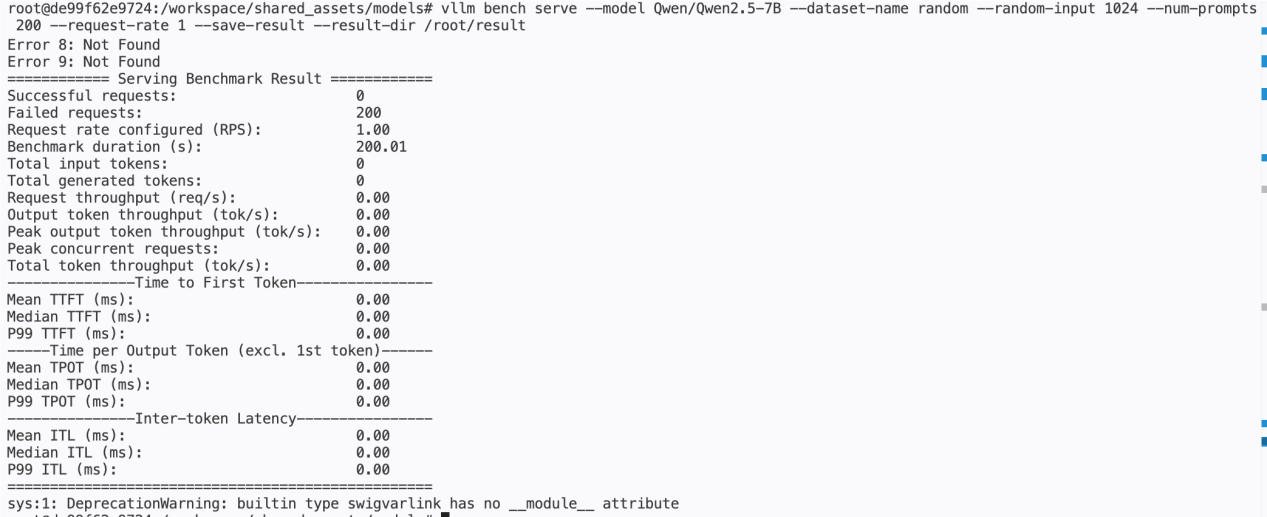 root@de99f62e9724:/workspace/shared_assets/models# vllm bench serve --model Qwen/Qwen2.5-7B --dataset-name random --random-input 1024 --num-prompts
200 --request-rate 1 --save-result --result-dir /root/result
Error 8: Not Found
Error 9: Not Found
============ Serving Benchmark Result ============
Successful requests: 0
Failed requests: 200
Request rate configured (RPS): 1.00
Benchmark duration (s): 200.01
Total input tokens: 0
Total generated tokens: 0
Request throughput (req/s): 0.00
Output token throughput (tok/s): 0.00
Peak output token throughput (tok/s): 0.00
Peak concurrent requests: 0.00
Total token throughput (tok/s): 0.00
---------------Time to First Token----------------
Mean TTFT (ms): 0.00
Median TTFT (ms): 0.00
P99 TTFT (ms): 0.00
-----Time per Output Token (excl. 1st token)------
Mean TPOT (ms): 0.00
Median TPOT (ms): 0.00
P99 TPOT (ms): 0.00
---------------Inter-token Latency----------------
Mean ITL (ms): 0.00
Median ITL (ms): 0.00
P99 ITL (ms): 0.00
==================================================
sys:1: DeprecationWarning: builtin type swigvarlink has no __module__ attribute